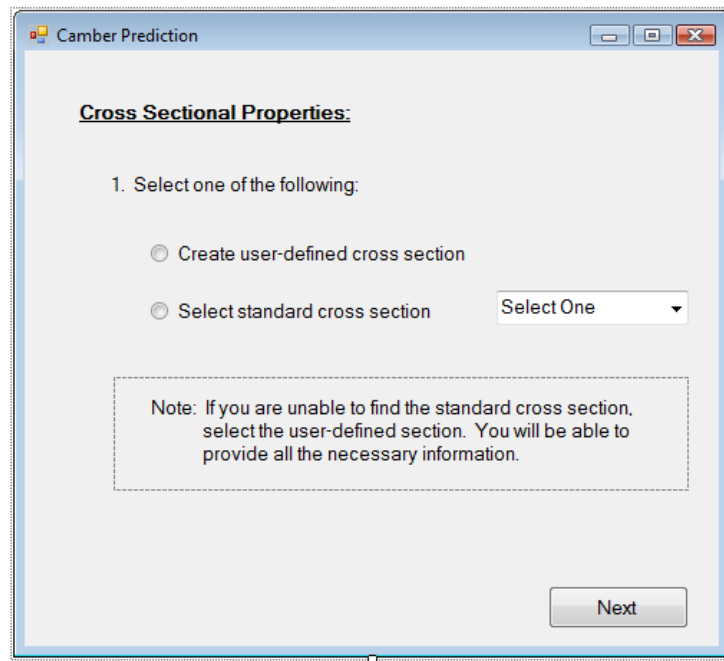 Camber Prediction
Cross Sectional Properties:
1. Select one of the following:
Create user-defined cross section
Select standard cross section Select One
Note: If you are unable to find the standard cross section,
select the user-defined section. You will be able to
provide all the necessary information.
Next